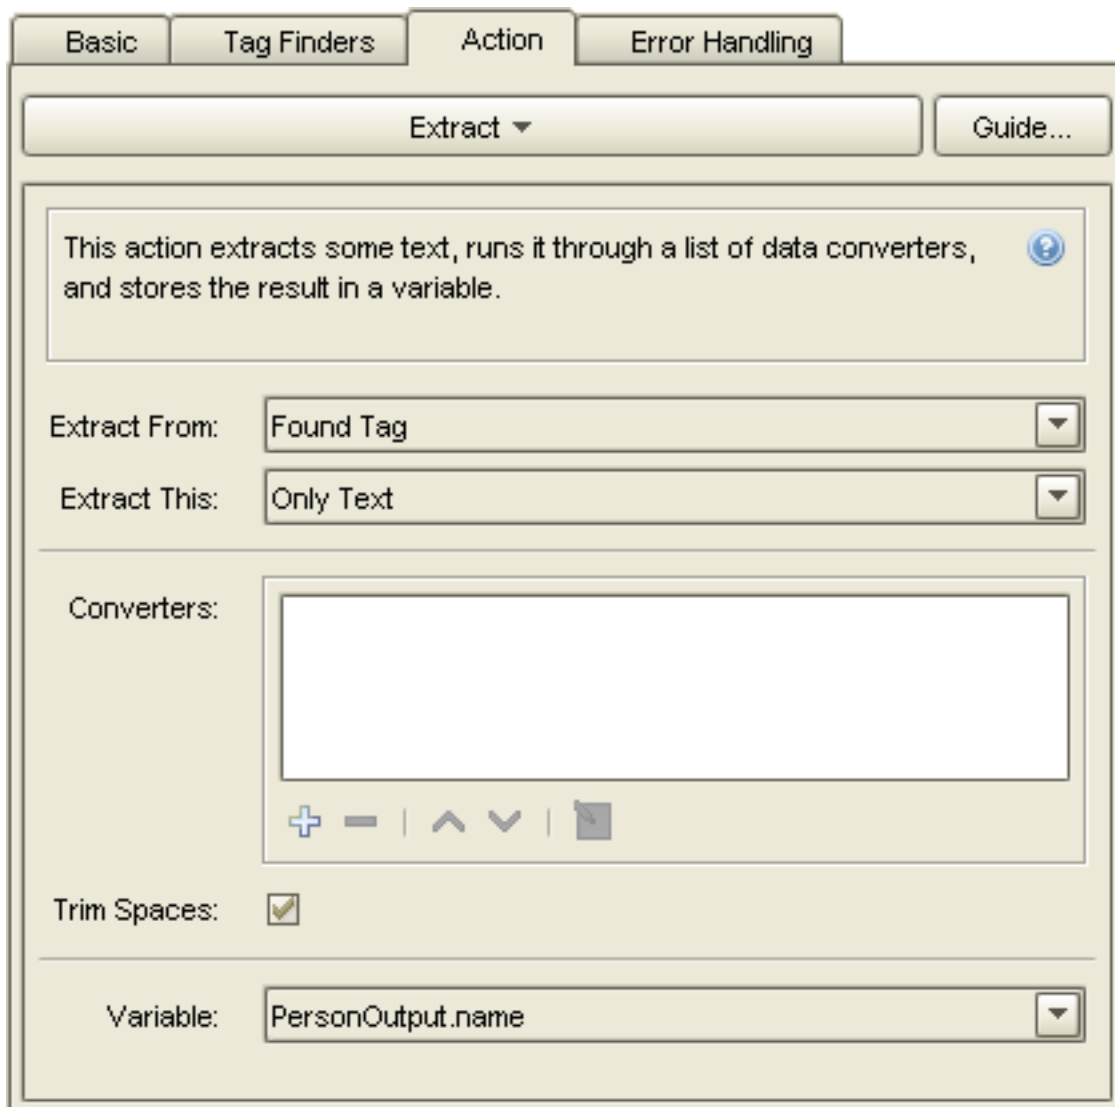 Basic Tag Finders Action Error Handling
Extract Guide...
This action extracts some text, runs it through a list of data converters,
and stores the result in a variable.
Extract From: Found Tag
Extract This: Only Text
Converters:
Trim Spaces:
Variable: PersonOutput.name